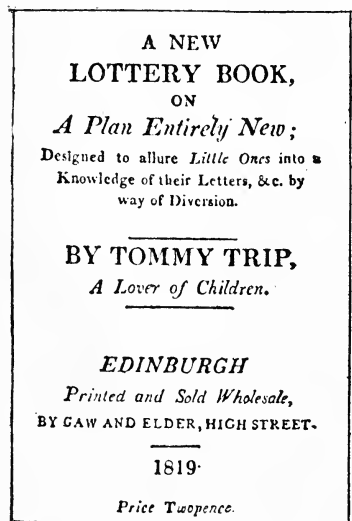 A NEW
LOTTERY BOOK,
ON
A Plan Entirely New;
Designed to allure Little Ones into a
Knowledge of their Letters, &c. by
way of Diversion.
BY TOMMY TRIP,
A Lover of Children.
EDINBURGH
Printed and Sold Wholesale,
BY CAW AND ELDER, HIGH STREET.
1819.
Price Twopence.